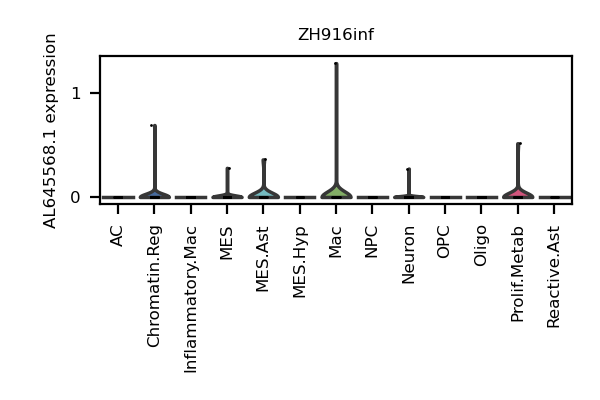 ZH916inf
AL645568.1 expression
1
0
AC
Chromatin.Reg
Inflammatory.Mac
MES
MES.Ast
MES.Hyp
Mac
NPC
Neuron
OPC
Oligo
Prolif.Metab
Reactive.Ast